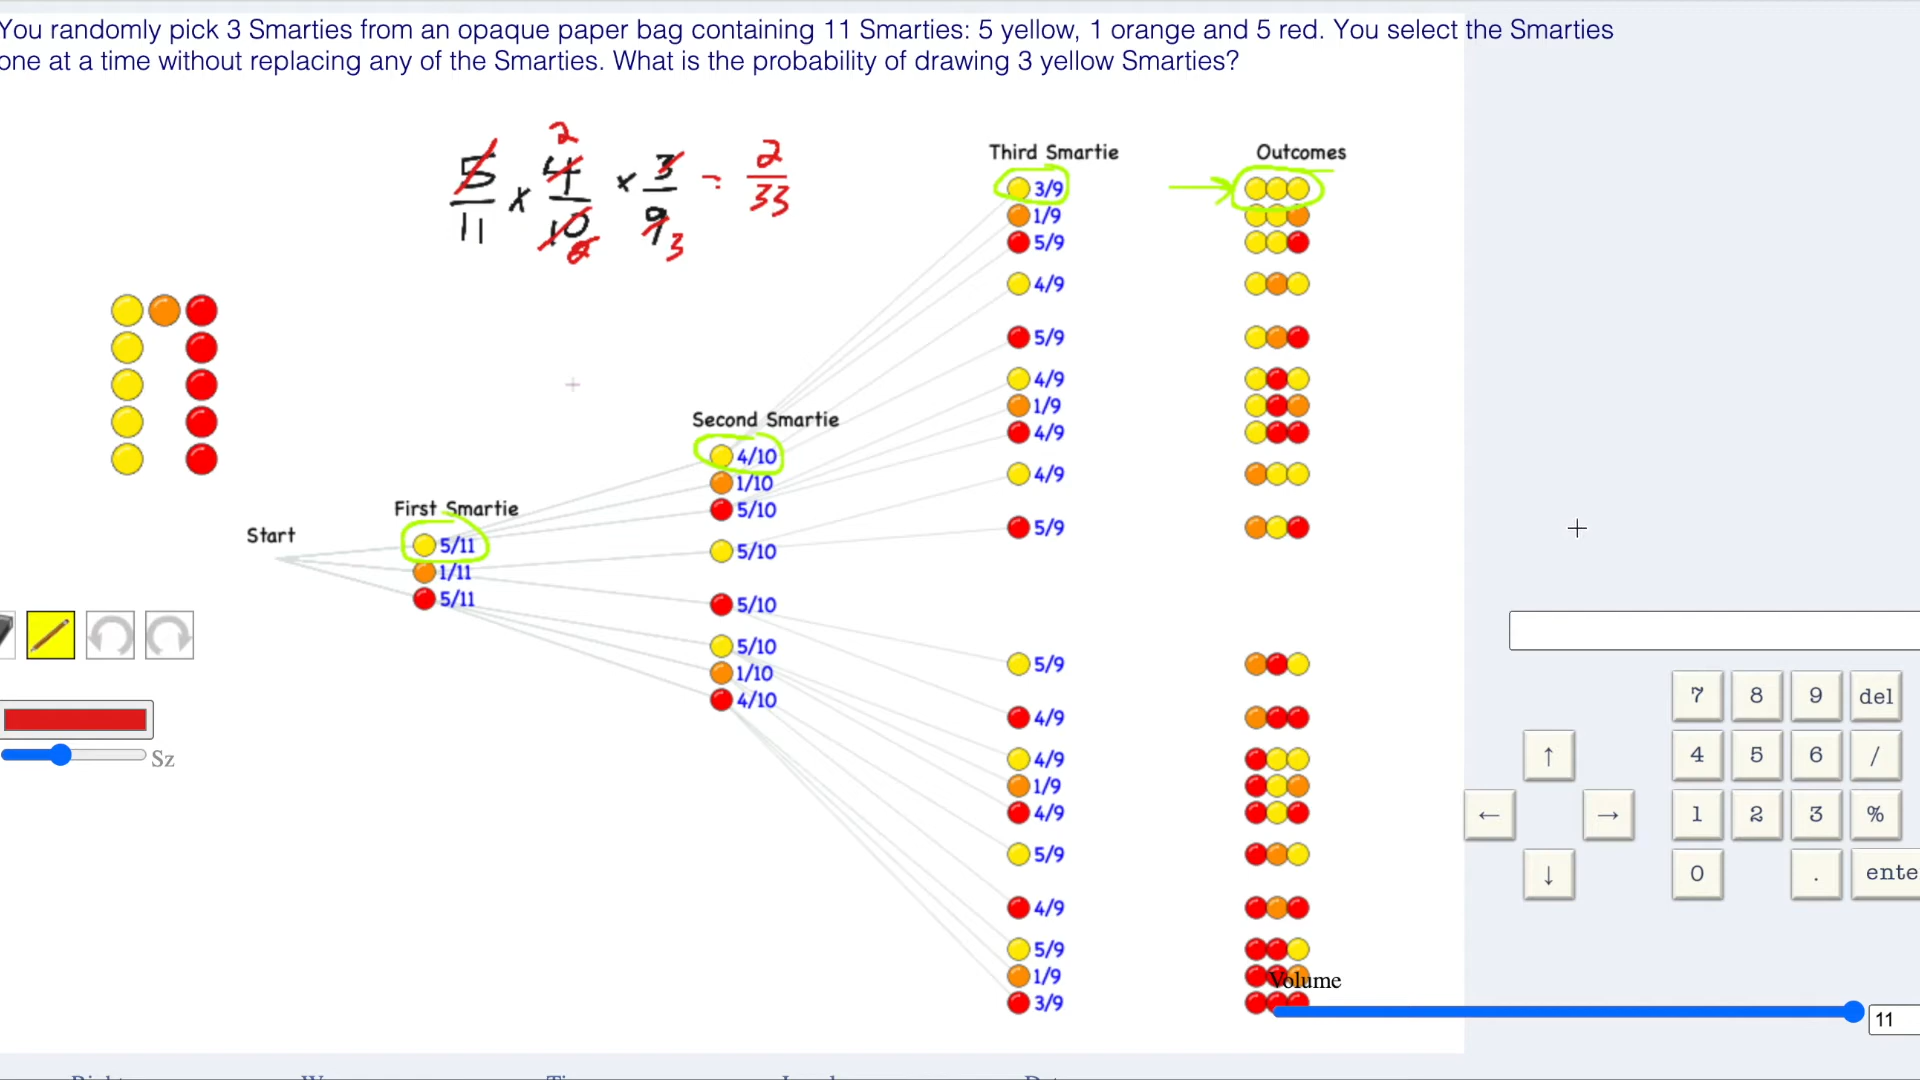 You randomly pick 3 Smarties from an opaque paper bag containing 11 Smarties: 5 yellow, 1 orange and 5 red. You select the Smarties
one at a time without replacing any of the Smarties. What is the probability of drawing 3 yellow Smarties?
2
5/11 × 4/10 × 3/9 = 2/33
2 3
Start
First Smartie
5/11
1/11
5/11
Second Smartie
4/10
1/10
5/10
5/10
5/10
5/10
1/10
4/10
Third Smartie
3/9
1/9
5/9
4/9
5/9
4/9
1/9
4/9
4/9
5/9
5/9
4/9
4/9
1/9
4/9
5/9
4/9
5/9
1/9
3/9
Outcomes
Sz
7 8 9 del
↑ 4 5 6 /
← → 1 2 3 %
↓ 0 . ente
Volume
11